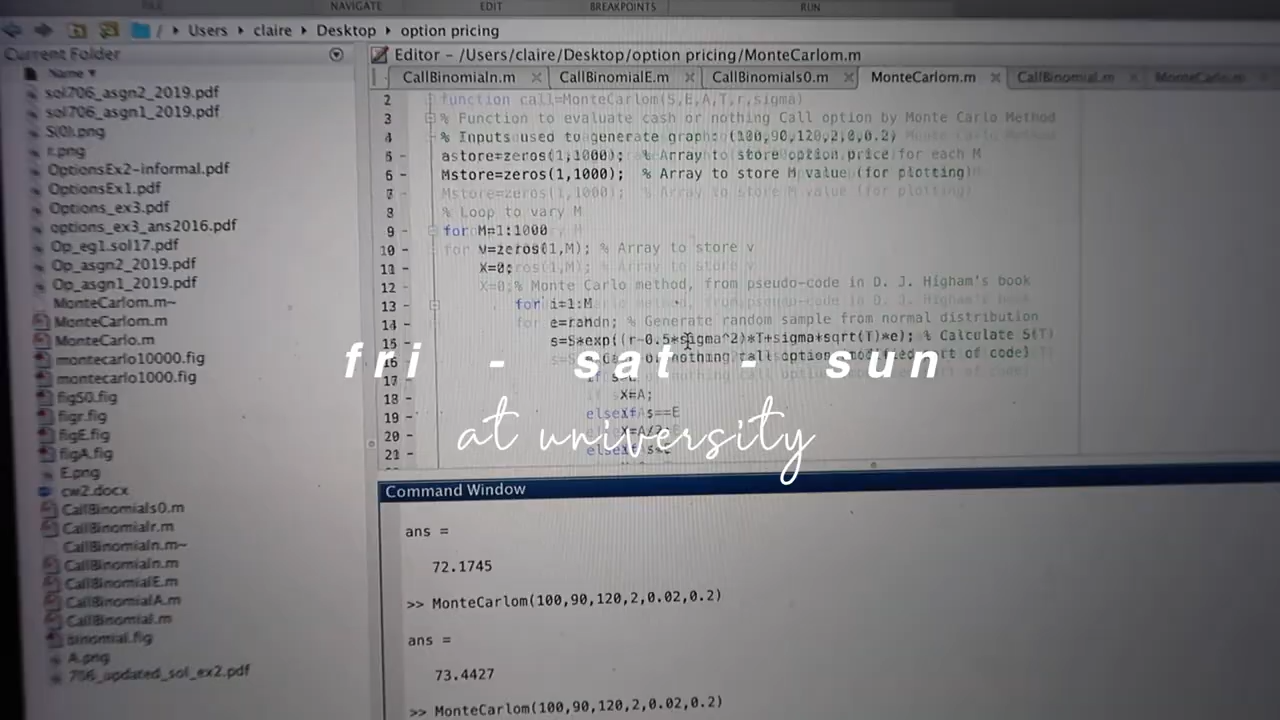 FILE
NAVIGATE
EDIT
BREAKPOINTS
RUN
/ Users claire Desktop option pricing
Current Folder
Name
sol706_asgn2_2019.pdf
sol706_asgn1_2019.pdf
S(0).png
r.png
OptionsEx2-informal.pdf
OptionsEx1.pdf
Options_ex3.pdf
options_ex3_ans2016.pdf
Op_eg1.sol17.pdf
Op_asgn2_2019.pdf
Op_asgn1_2019.pdf
MonteCarlom.m~
MonteCarlom.m
MonteCarlo.m
montecarlo10000.fig
montecarlo1000.fig
figS0.fig
figr.fig
figE.fig
figA.fig
E.png
cw2.docx
CallBinomials0.m
CallBinomialr.m
CallBinomialn.m~
CallBinomialn.m
CallBinomialE.m
CallBinomialA.m
CallBinomial.m
binomial.fig
A.png
706_updated_sol_ex2.pdf
Editor - /Users/claire/Desktop/option pricing/MonteCarlom.m
CallBinomialn.m CallBinomialE.m CallBinomials0.m MonteCarlom.m CallBinomial.m MonteCarlo.m
2 function call=MonteCarlom(S,E,A,T,r,sigma)
3 % Function to evaluate cash or nothing Call option by Monte Carlo Method
4 % Inputs used to generate graph: (100,90,120,2,0,0.2)
5 - astore=zeros(1,1000); % Array to store option price for each M
6 - Mstore=zeros(1,1000); % Array to store M value (for plotting)
7
8 % Loop to vary M
9 - for M=1:1000
10 - v=zeros(1,M); % Array to store v
11 - X=0;
12 % Monte Carlo method, from pseudo-code in D. J. Higham's book
13 - for i=1:M
14 - e=randn; % Generate random sample from normal distribution
15 - s=S*exp((r-0.5*sigma^2)*T+sigma*sqrt(T)*e); % Calculate S(T)
16 nothing call option modified part of code)
17 -
18 - X=A;
19 - elseif s==E
20 - X=A/2;
21 - elseif
fri - sat - sun
at university
Command Window
ans =
72.1745
>> MonteCarlom(100,90,120,2,0.02,0.2)
ans =
73.4427
>> MonteCarlom(100,90,120,2,0.02,0.2)